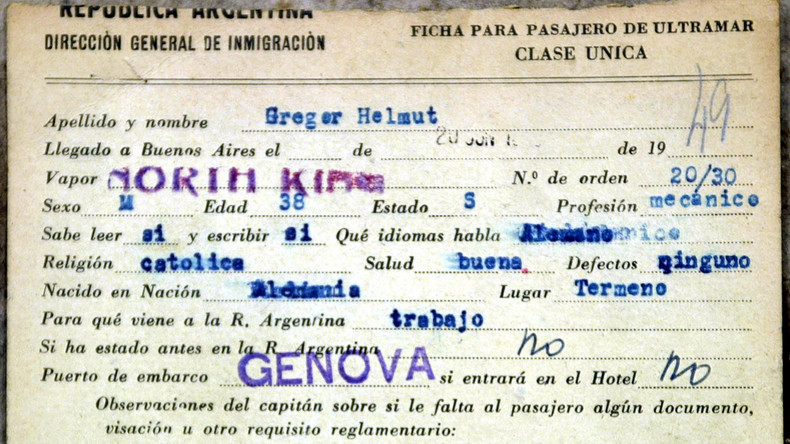 REPUBLICA ARGENTINA
DIRECCIÓN GENERAL DE INMIGRACIÓN
FICHA PARA PASAJERO DE ULTRAMAR
CLASE UNICA
49
Apellido y nombre Gregor Helmut
Llegado a Buenos Aires el de 20 JUN de 19
Vapor NORTH KING N.º de orden 20/30
Sexo M Edad 38 Estado S Profesión mecánico
Sabe leer si y escribir si Qué idiomas habla
Religión catolica Salud buena. Defectos ninguno
Nacido en Nación Alemania Lugar Termeno
Para qué viene a la R. Argentina trabajo
Si ha estado antes en la R. Argentina no
Puerto de embarco GENOVA si entrará en el Hotel no
Observaciones del capitán sobre si le falta al pasajero algún documento,
visación u otro requisito reglamentario: